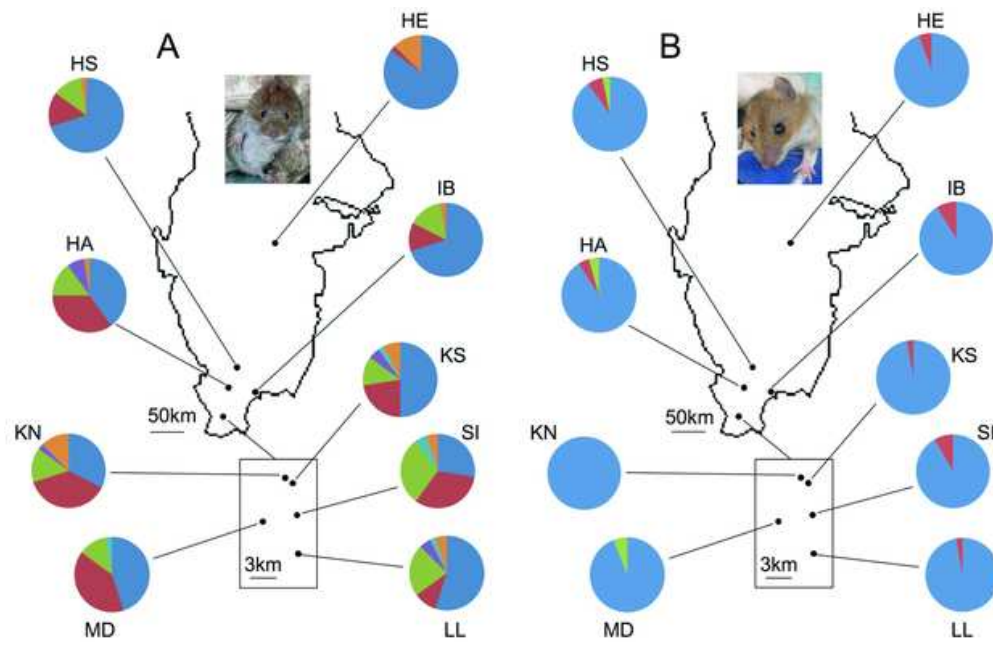 A
HE
HS
IB
HA
KS
50km
KN
SI
3km
MD
LL
B
HE
HS
IB
HA
KS
50km
KN
SI
3km
MD
LL